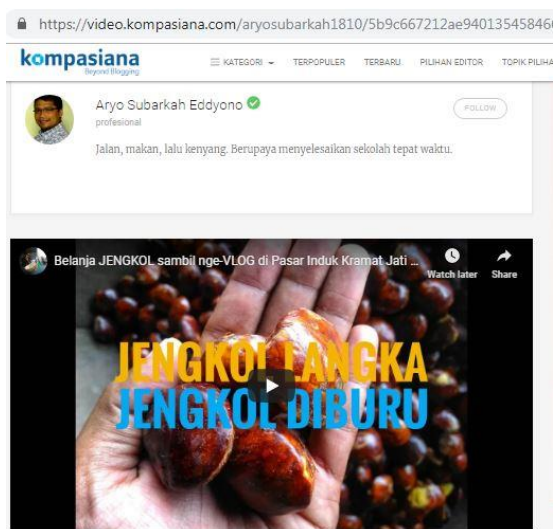 https://video.kompasiana.com/aryosubarkah1810/5b9c667212ae940135458466
kompasiana
Beyond Blogging
KATEGORI TERPOPULER TERBARU PILIHAN EDITOR TOPIK PILIHA
Aryo Subarkah Eddyono
FOLLOW
profesional
Jalan, makan, lalu kenyang. Berupaya menyelesaikan sekolah tepat waktu.
Belanja JENGKOL sambil nge-VLOG di Pasar Induk Kramat Jati ...
Watch later Share
JENGKOL LANGKA
JENGKOL DIBURU